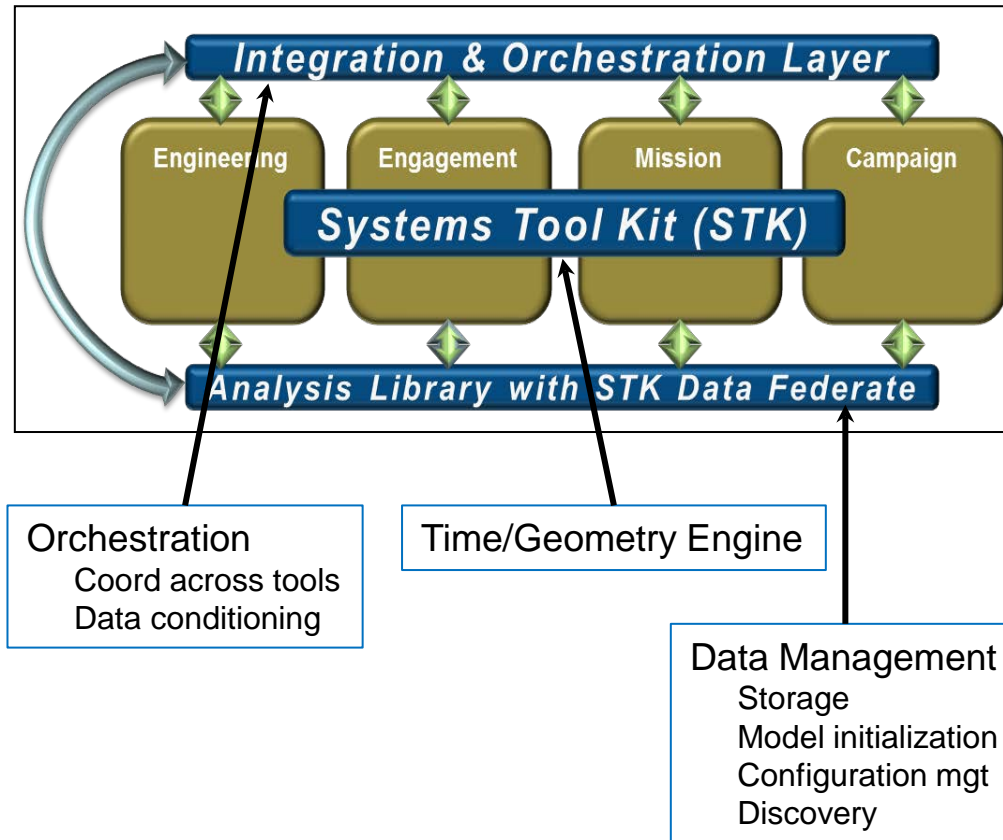 Integration & Orchestration Layer
Engineering
Engagement
Mission
Campaign
Systems Tool Kit (STK)
Analysis Library with STK Data Federate
Orchestration
Coord across tools
Data conditioning
Time/Geometry Engine
Data Management
Storage
Model initialization
Configuration mgt
Discovery